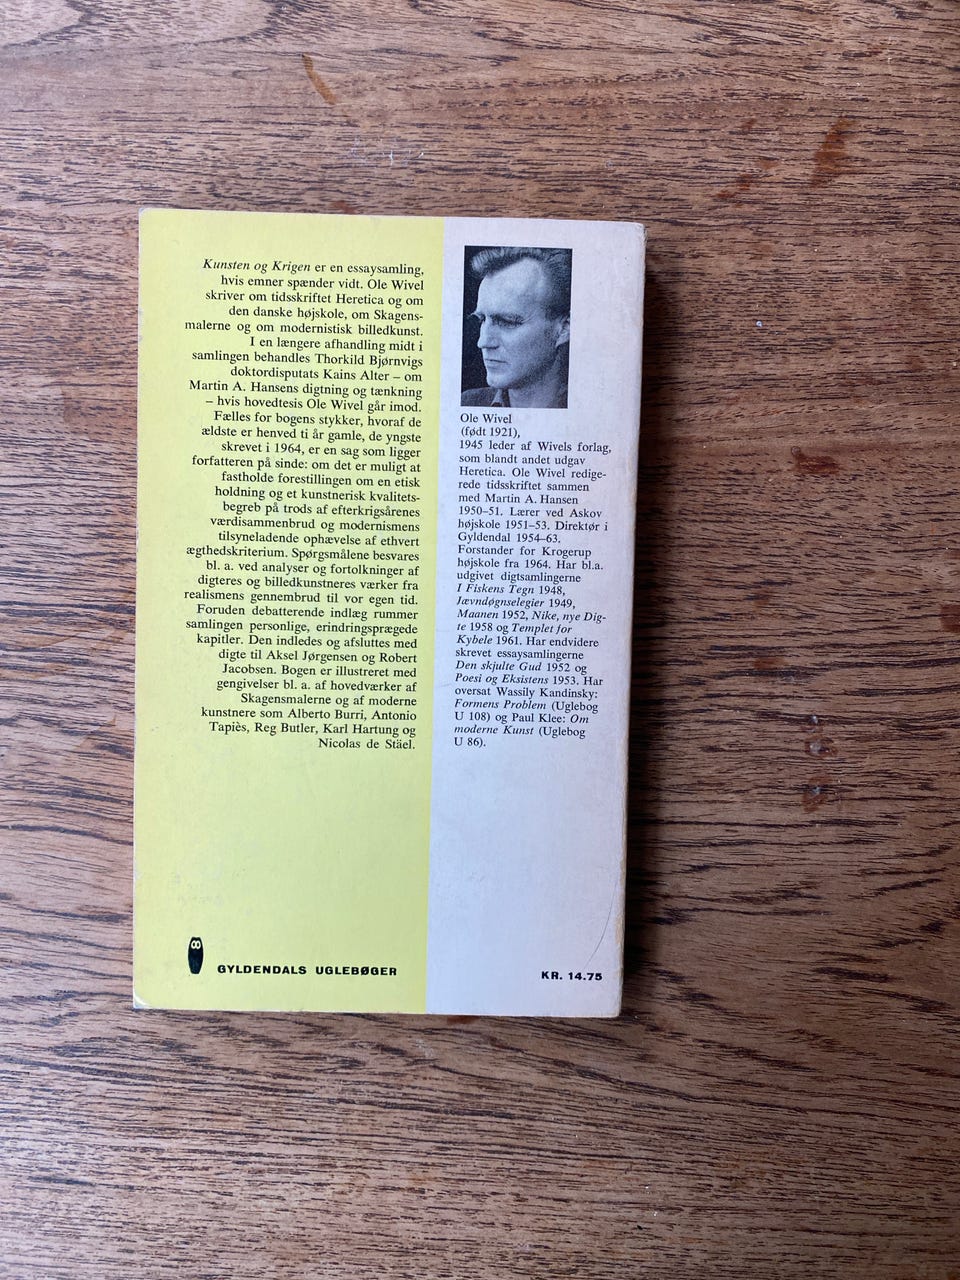 Kunsten og Krigen er en essaysamling,
hvis emner spænder vidt. Ole Wivel
skriver om tidsskriftet Heretica og om
den danske højskole, om Skagens-
malerne og om modernistisk billedkunst.
I en længere afhandling midt i
samlingen behandles Thorkild Bjørnvigs
doktordisputats Kains Alter – om
Martin A. Hansens digtning og tænkning
– hvis hovedtesis Ole Wivel går imod.
Fælles for bogens stykker, hvoraf de
ældste er henved ti år gamle, de yngste
skrevet i 1964, er en sag som ligger
forfatteren på sinde: om det er muligt at
fastholde forestillingen om en etisk
holdning og et kunstnerisk kvalitets-
begreb på trods af efterkrigsårenes
værdisammenbrud og modernismens
tilsyneladende ophævelse af ethvert
ægthedskriterium. Spørgsmålene besvares
bl. a. ved analyser og fortolkninger af
digteres og billedkunstneres værker fra
realismens gennembrud til vor egen tid.
Foruden debatterende indlæg rummer
samlingen personlige, erindringsprægede
kapitler. Den indledes og afsluttes med
digte til Aksel Jørgensen og Robert
Jacobsen. Bogen er illustreret med
gengivelser bl. a. af hovedværker af
Skagensmalerne og af moderne
kunstnere som Alberto Burri, Antonio
Tapiès, Reg Butler, Karl Hartung og
Nicolas de Stäel.
GYLDENDALS UGLEBØGER
Ole Wivel
(født 1921),
1945 leder af Wivels forlag,
som blandt andet udgav
Heretica. Ole Wivel redige-
rede tidsskriftet sammen
med Martin A. Hansen
1950–51. Lærer ved Askov
højskole 1951–53. Direktør i
Gyldendal 1954–63.
Forstander for Krogerup
højskole fra 1964. Har bl.a.
udgivet digtsamlingerne
I Fiskens Tegn 1948,
Jævndøgnselegier 1949,
Maanen 1952, Nike, nye Dig-
te 1958 og Templet for
Kybele 1961. Har endvidere
skrevet essaysamlingerne
Den skjulte Gud 1952 og
Poesi og Eksistens 1953. Har
oversat Wassily Kandinsky:
Formens Problem (Uglebog
U 108) og Paul Klee: Om
moderne Kunst (Uglebog
U 86).
KR. 14.75